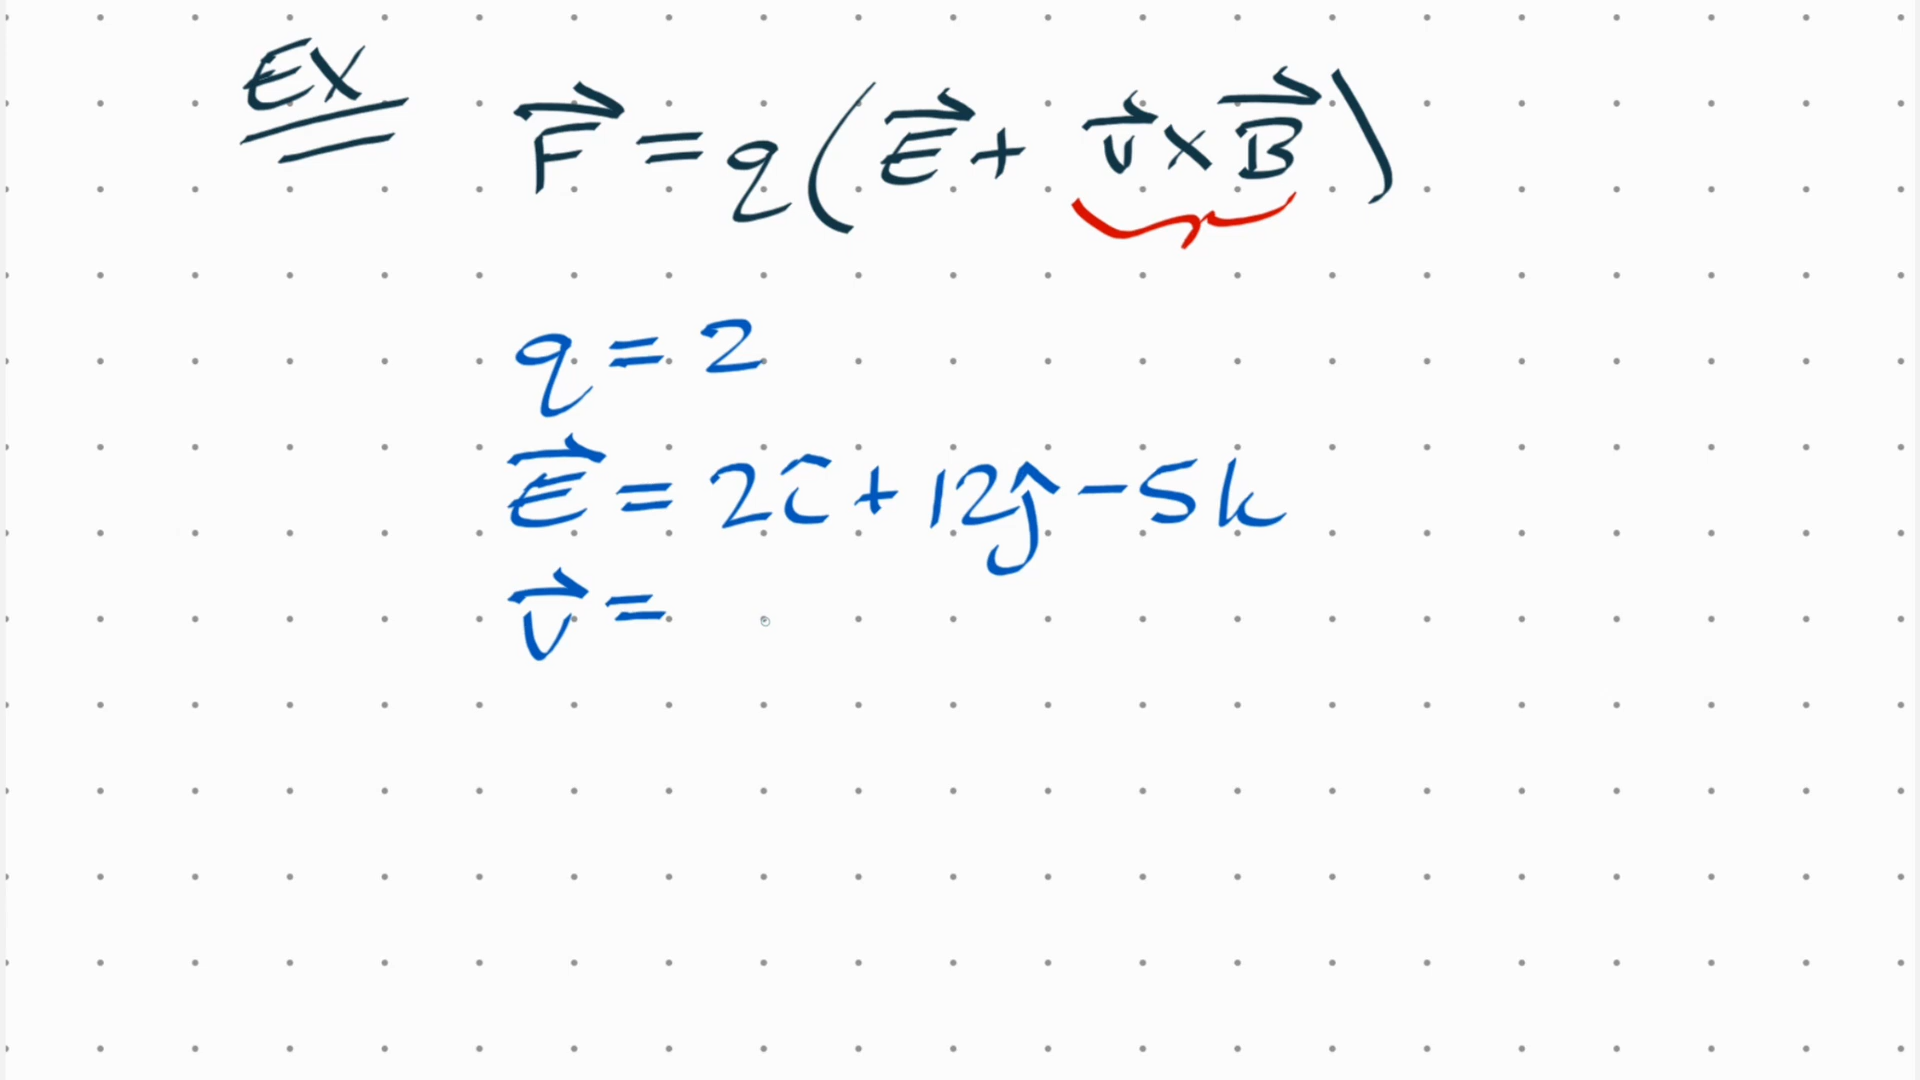 EX
F⃗ = q(E⃗ + v⃗ × B⃗)
q = 2
E⃗ = 2î + 12ĵ - 5k
v⃗ =